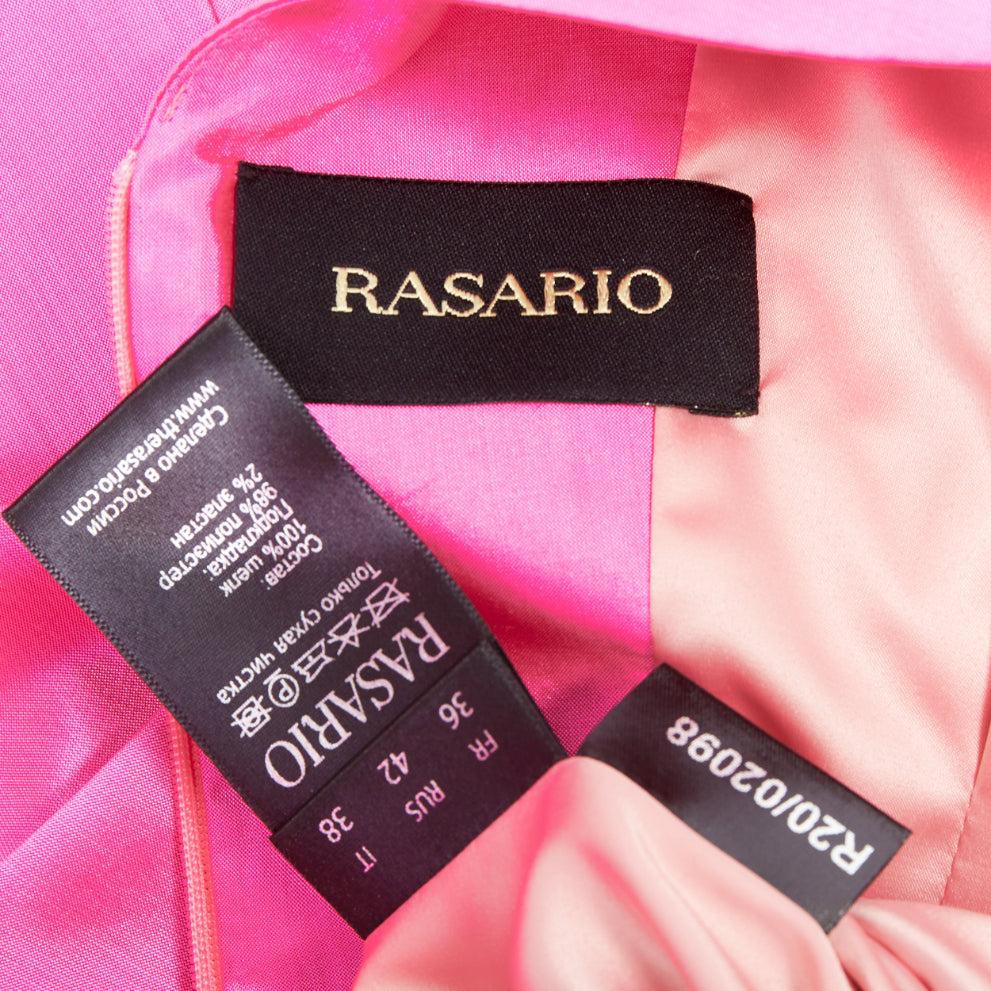 RASARIO
RASARIO
Только сухая чистка
Состав:
100% шелк
Подкладка:
98% полиэстер
2% эластан
Сделано в России
www.therasario.com
36 42 38
FR RUS IT
R20/02098